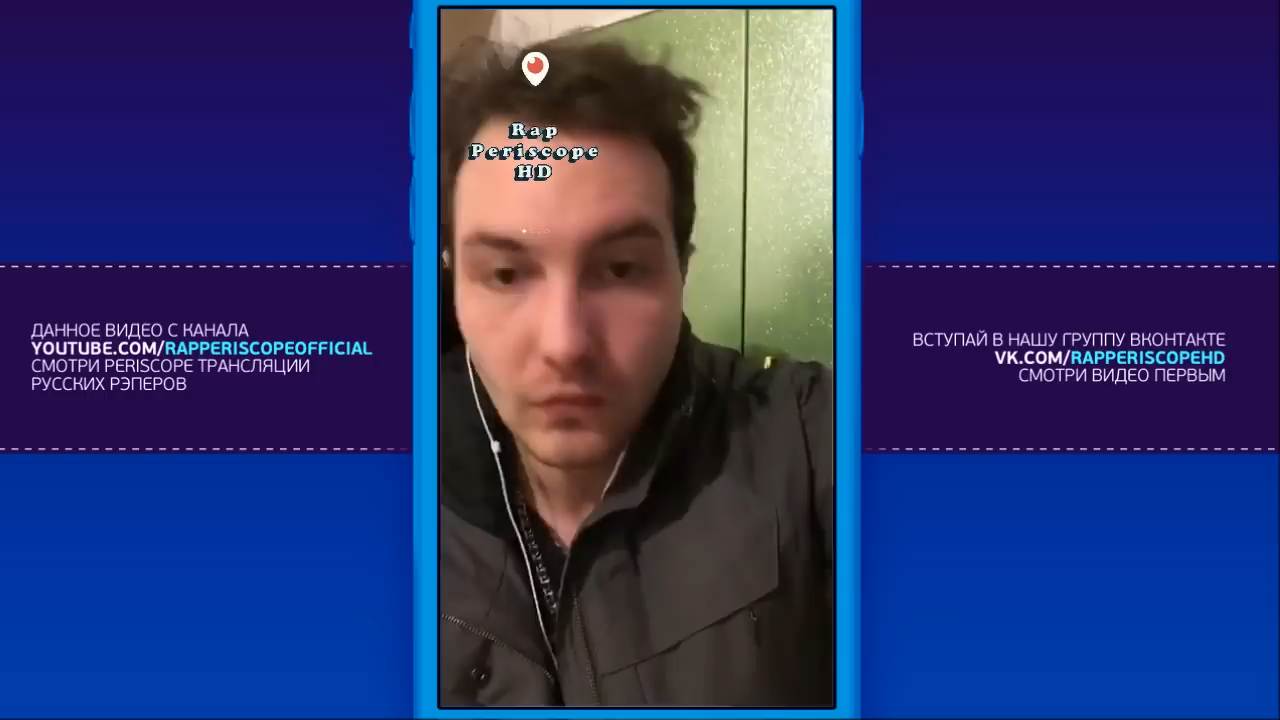 Rap
Periscope
HD
ДАННОЕ ВИДЕО С КАНАЛА
YOUTUBE.COM/RAPPERISCOPEOFFICIAL
СМОТРИ PERISCOPE ТРАНСЛЯЦИИ
РУССКИХ РЭПЕРОВ
ВСТУПАЙ В НАШУ ГРУППУ ВКОНТАКТЕ
VK.COM/RAPPERISCOPEHD
СМОТРИ ВИДЕО ПЕРВЫМ